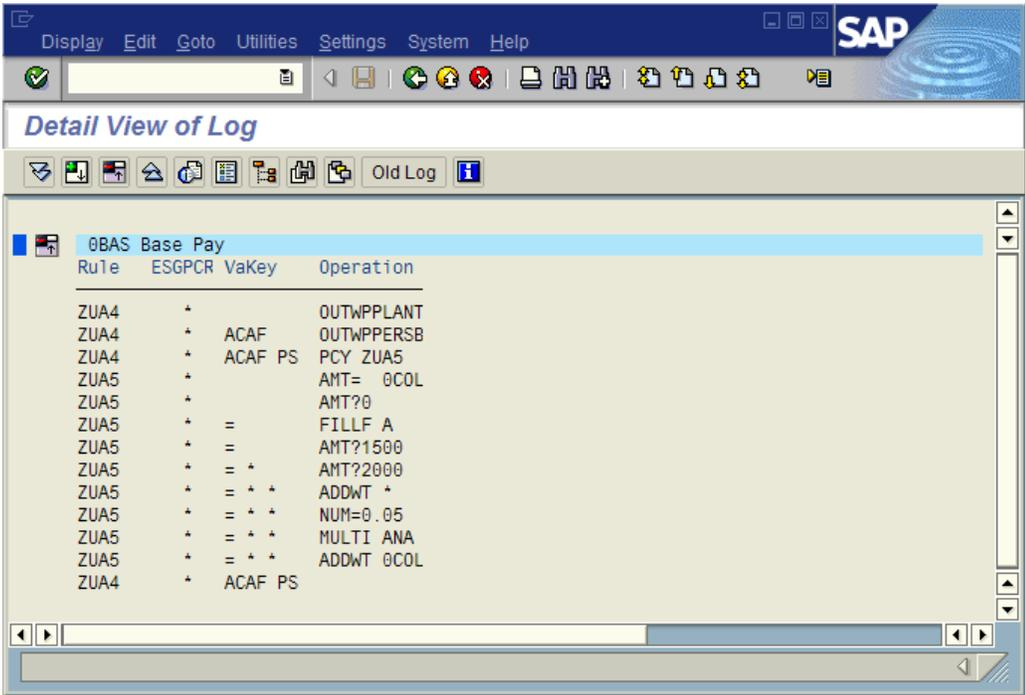 Display Edit Goto Utilities Settings System Help
SAP
Detail View of Log
Old Log
0BAS Base Pay
Rule ESGPCR VaKey Operation
ZUA4 * OUTWPPLANT
ZUA4 * ACAF OUTWPPERSB
ZUA4 * ACAF PS PCY ZUA5
ZUA5 * AMT= 0COL
ZUA5 * AMT?0
ZUA5 * = FILLF A
ZUA5 * = AMT?1500
ZUA5 * = * AMT?2000
ZUA5 * = * * ADDWT *
ZUA5 * = * * NUM=0.05
ZUA5 * = * * MULTI ANA
ZUA5 * = * * ADDWT 0COL
ZUA4 * ACAF PS